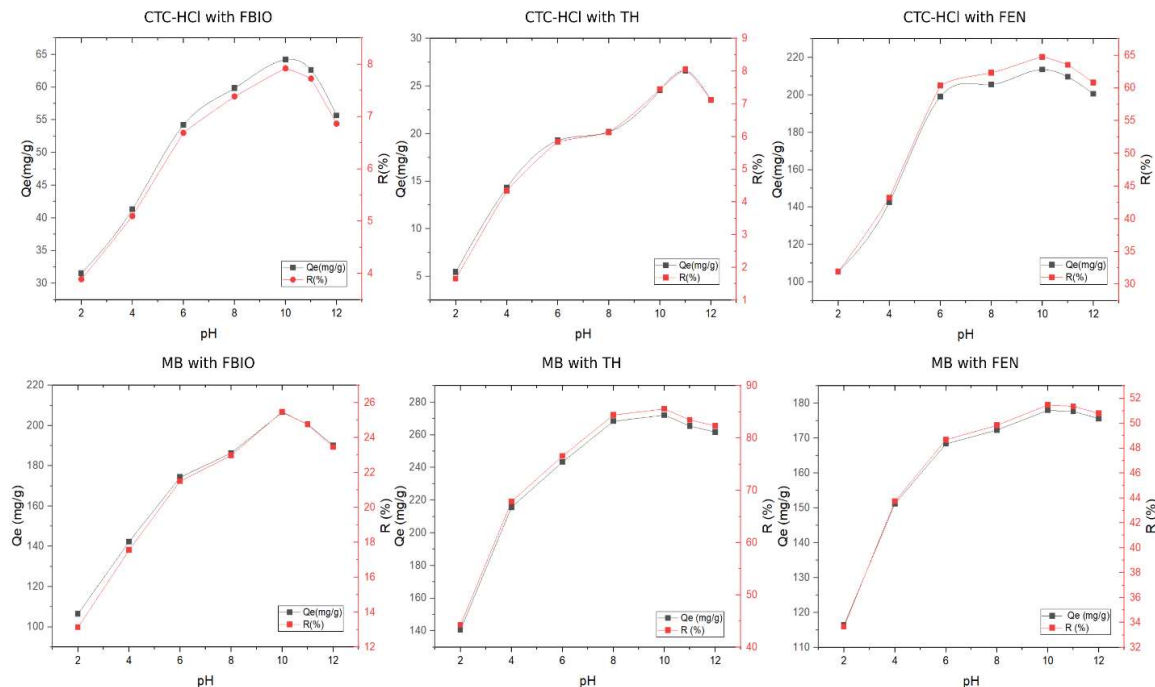 CTC-HCl with FBIO
65
60
55
50
45
40
35
30
Qe(mg/g)
8
7
6
5
4
R(%)
Qe(mg/g)
R(%)
2 4 6 8 10 12
pH
CTC-HCl with TH
30
25
20
15
10
5
Qe(mg/g)
9
8
7
6
5
4
3
2
1
R(%)
Qe(mg/g)
R(%)
2 4 6 8 10 12
pH
CTC-HCl with FEN
220
200
180
160
140
120
100
Qe(mg/g)
65
60
55
50
45
40
35
30
R(%)
Qe(mg/g)
R(%)
2 4 6 8 10 12
pH
MB with FBIO
220
200
180
160
140
120
100
Qe (mg/g)
26
24
22
20
18
16
14
12
R (%)
Qe(mg/g)
R(%)
2 4 6 8 10 12
pH
MB with TH
280
260
240
220
200
180
160
140
Qe (mg/g)
90
80
70
60
50
40
R (%)
Qe (mg/g)
R (%)
2 4 6 8 10 12
pH
MB with FEN
180
170
160
150
140
130
120
110
Qe (mg/g)
52
50
48
46
44
42
40
38
36
34
32
R (%)
Qe(mg/g)
R (%)
2 4 6 8 10 12
pH